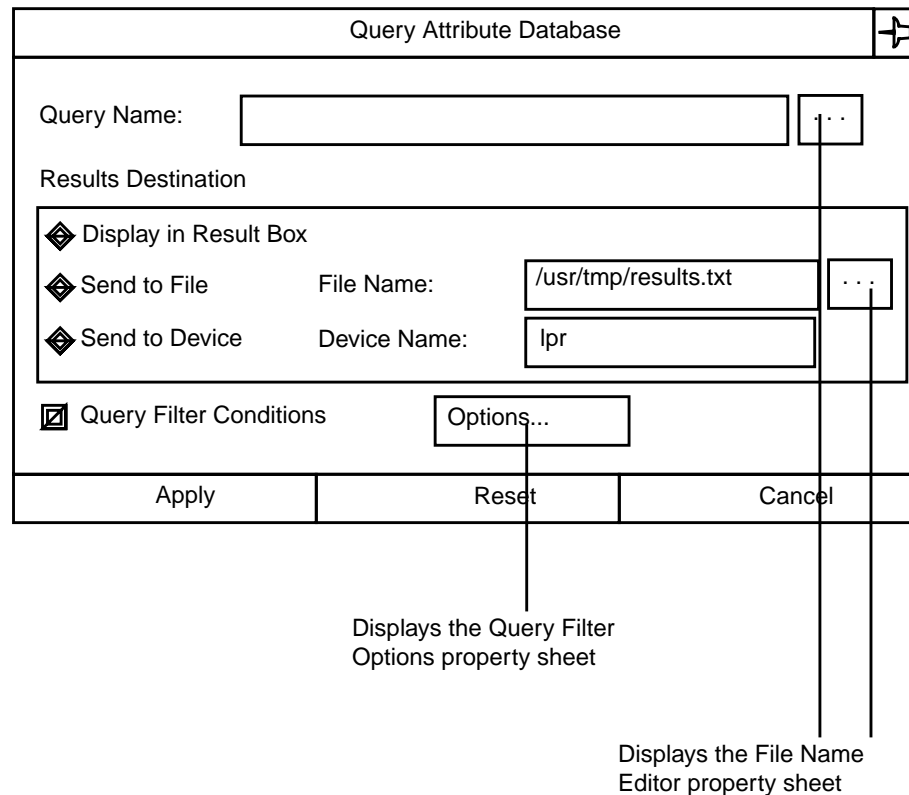 Query Attribute Database
Query Name:
. . .
Results Destination
Display in Result Box
Send to File File Name: /usr/tmp/results.txt . . .
Send to Device Device Name: lpr
Query Filter Conditions Options...
Apply Reset Cancel
Displays the Query Filter
Options property sheet
Displays the File Name
Editor property sheet